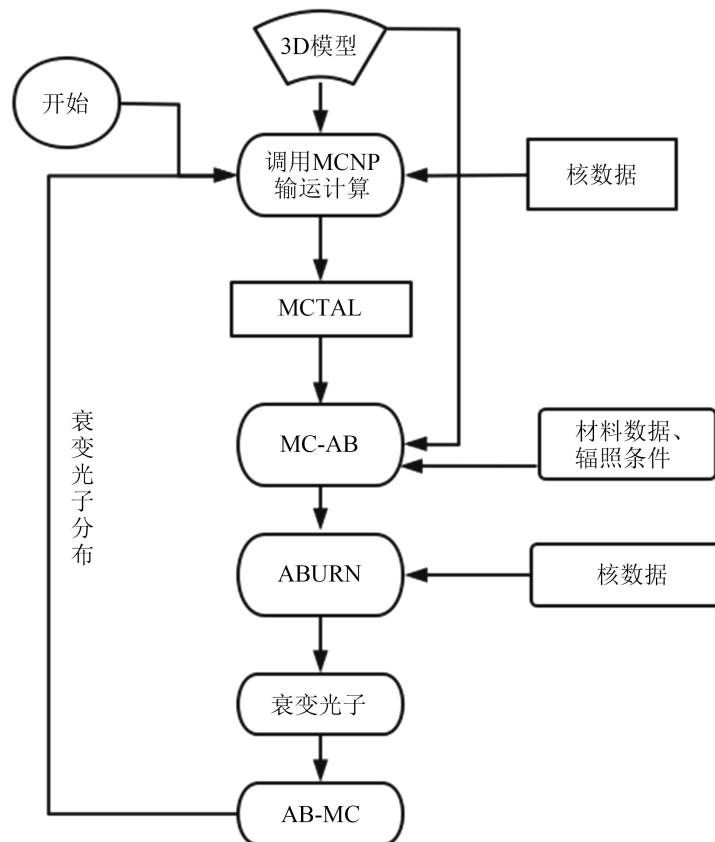 3D模型
开始
调用MCNP
输运计算
核数据
MCTAL
衰变光子分布
MC-AB
材料数据、
辐照条件
ABURN
核数据
衰变光子
AB-MC